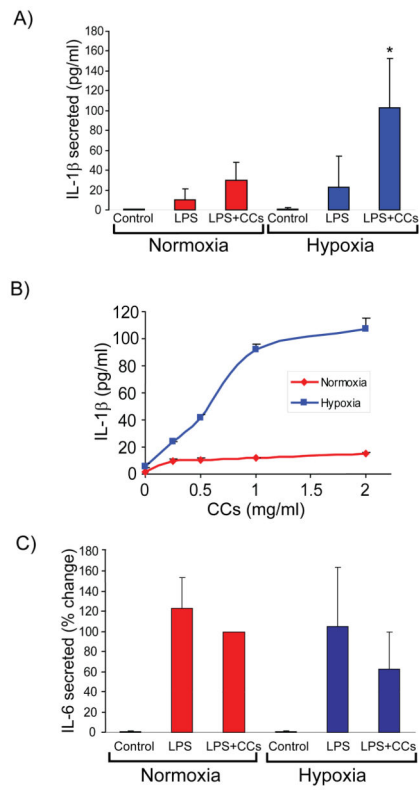 A)
IL-1β secreted (pg/ml)
180
160
140
120
100
80
60
40
20
0
*
Control LPS LPS+CCs Control LPS LPS+CCs
Normoxia Hypoxia
B)
IL-1β (pg/ml)
120
100
80
60
40
20
0
Normoxia
Hypoxia
0 0.5 1 1.5 2
CCs (mg/ml)
C)
IL-6 secreted (% change)
180
160
140
120
100
80
60
40
20
0
Control LPS LPS+CCs Control LPS LPS+CCs
Normoxia Hypoxia